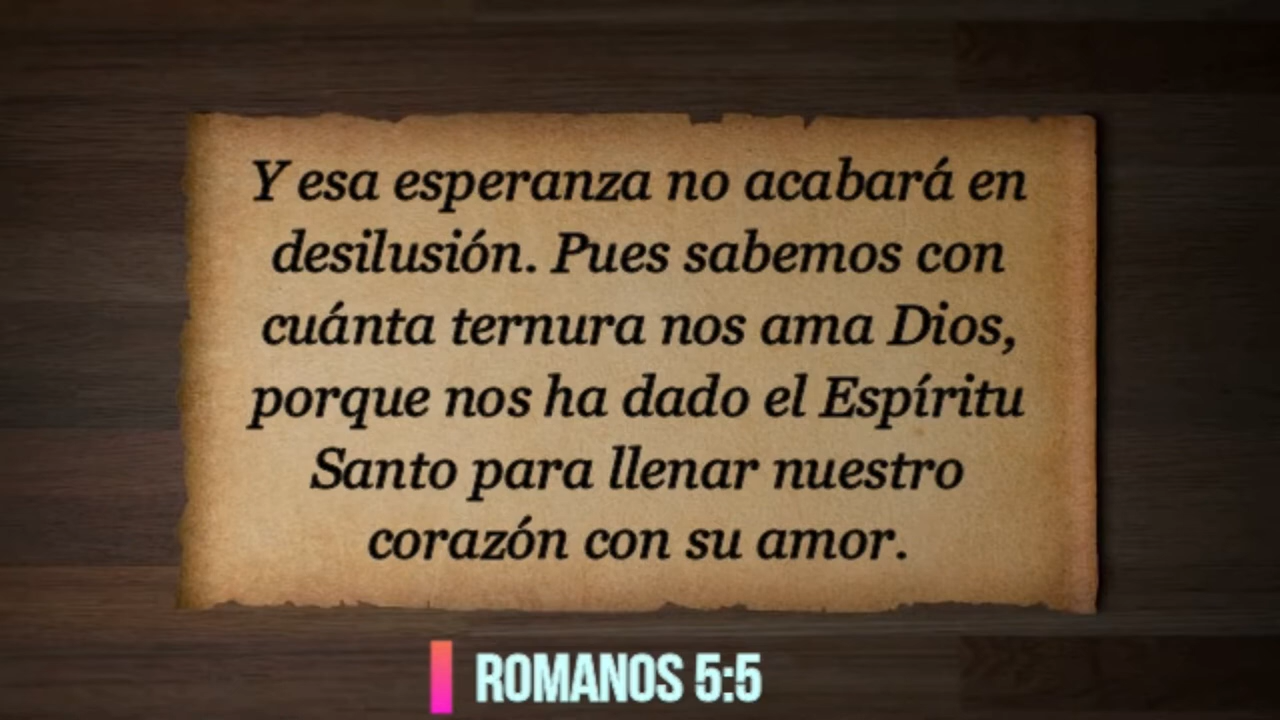 Y esa esperanza no acabará en
desilusión. Pues sabemos con
cuánta ternura nos ama Dios,
porque nos ha dado el Espíritu
Santo para llenar nuestro
corazón con su amor.
ROMANOS 5:5